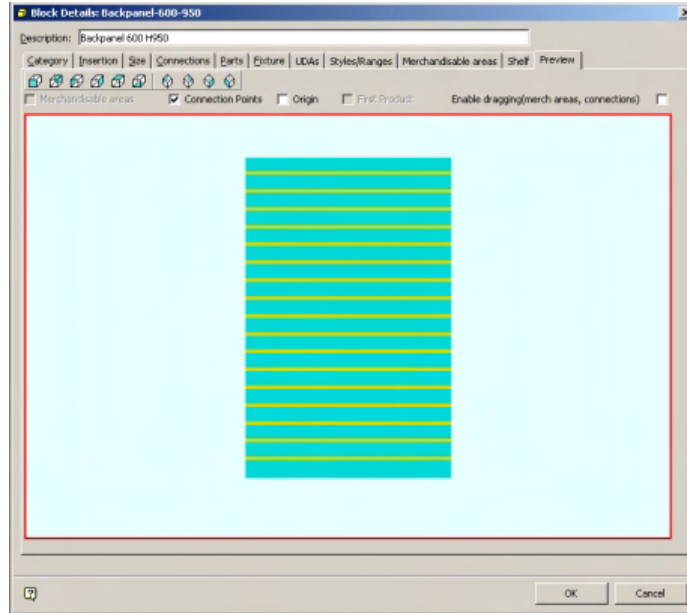 Block Details: Backpanel-600-950
Description: Backpanel 600 H950
Category Insertion Size Connections Parts Fixture UDAs Styles/Ranges Merchandisable areas Shelf Preview
Merchandisable areas Connection Points Origin First Product Enable dragging(merch areas, connections)
OK Cancel